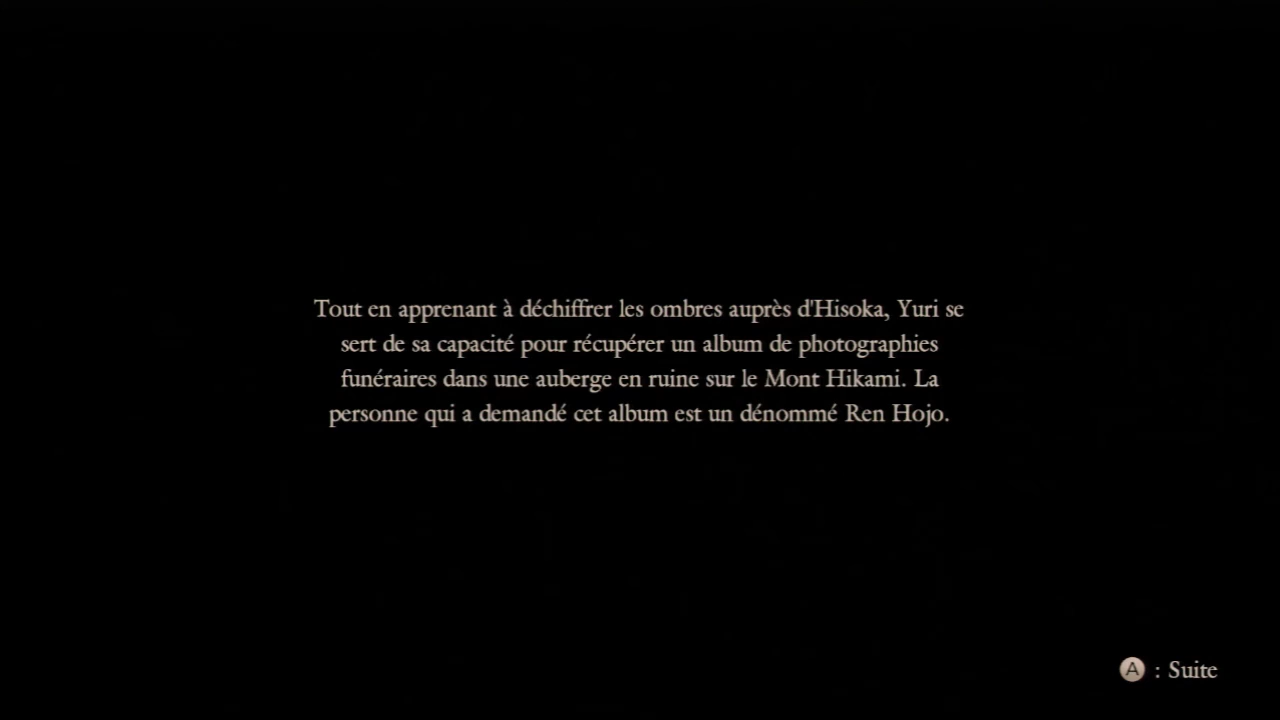 Tout en apprenant à déchiffrer les ombres auprès d'Hisoka, Yuri se
sert de sa capacité pour récupérer un album de photographies
funéraires dans une auberge en ruine sur le Mont Hikami. La
personne qui a demandé cet album est un dénommé Ren Hojo.
A : Suite